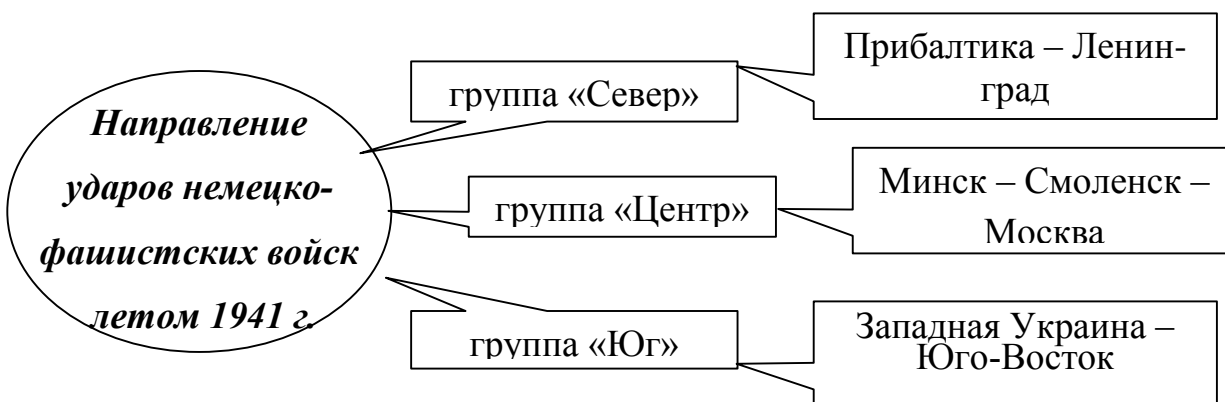 Направление
ударов немецко-
фашистских войск
летом 1941 г.
группа «Север»
Прибалтика – Ленин-
град
группа «Центр»
Минск – Смоленск –
Москва
группа «Юг»
Западная Украина –
Юго-Восток